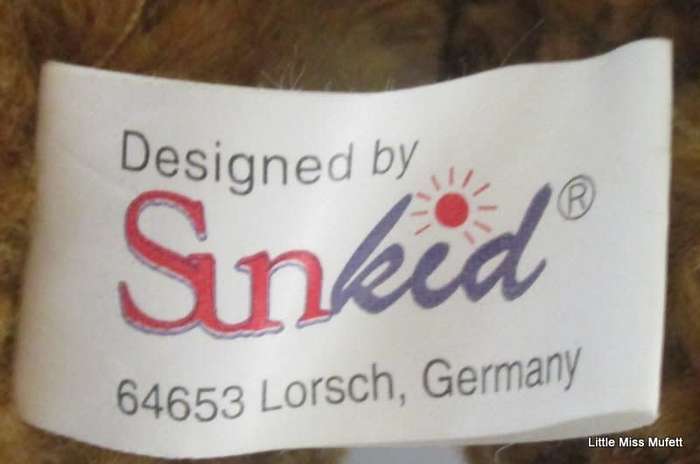 Designed by
Sunkid®
64653 Lorsch, Germany
Little Miss Mufett